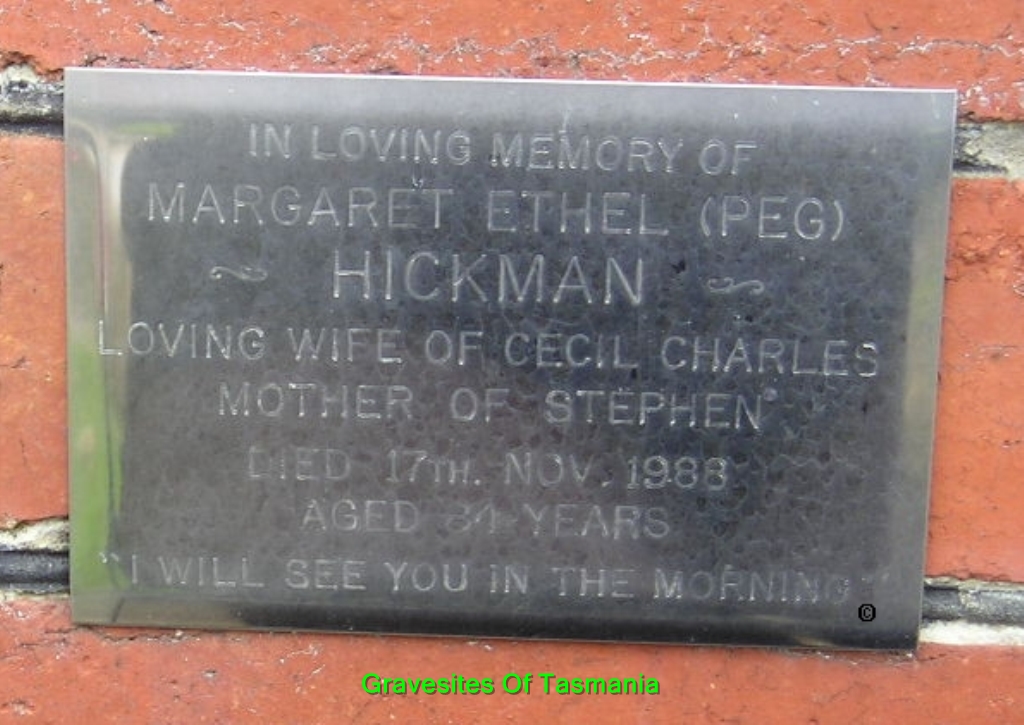 IN LOVING MEMORY OF
MARGARET ETHEL (PEG)
HICKMAN
LOVING WIFE OF CECIL CHARLES
MOTHER OF STEPHEN
DIED 17TH. NOV. 1988
AGED YEARS
"I WILL SEE YOU IN THE MORNING"
©
Gravesites Of Tasmania